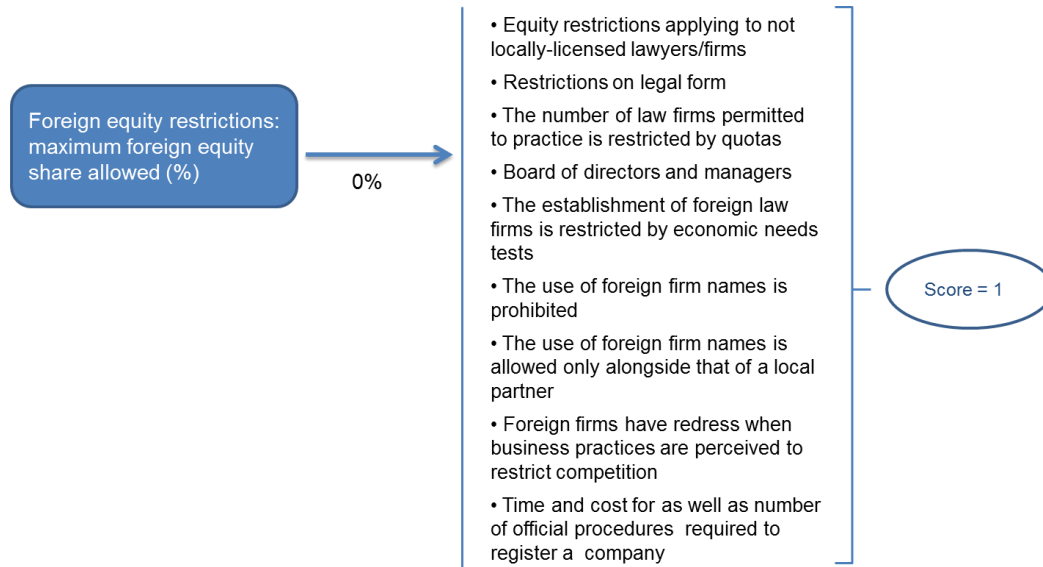 Foreign equity restrictions:
maximum foreign equity
share allowed (%)
0%
• Equity restrictions applying to not
locally-licensed lawyers/firms
• Restrictions on legal form
• The number of law firms permitted
to practice is restricted by quotas
• Board of directors and managers
• The establishment of foreign law
firms is restricted by economic needs
tests
• The use of foreign firm names is
prohibited
• The use of foreign firm names is
allowed only alongside that of a local
partner
• Foreign firms have redress when
business practices are perceived to
restrict competition
• Time and cost for as well as number
of official procedures required to
register a company
Score = 1